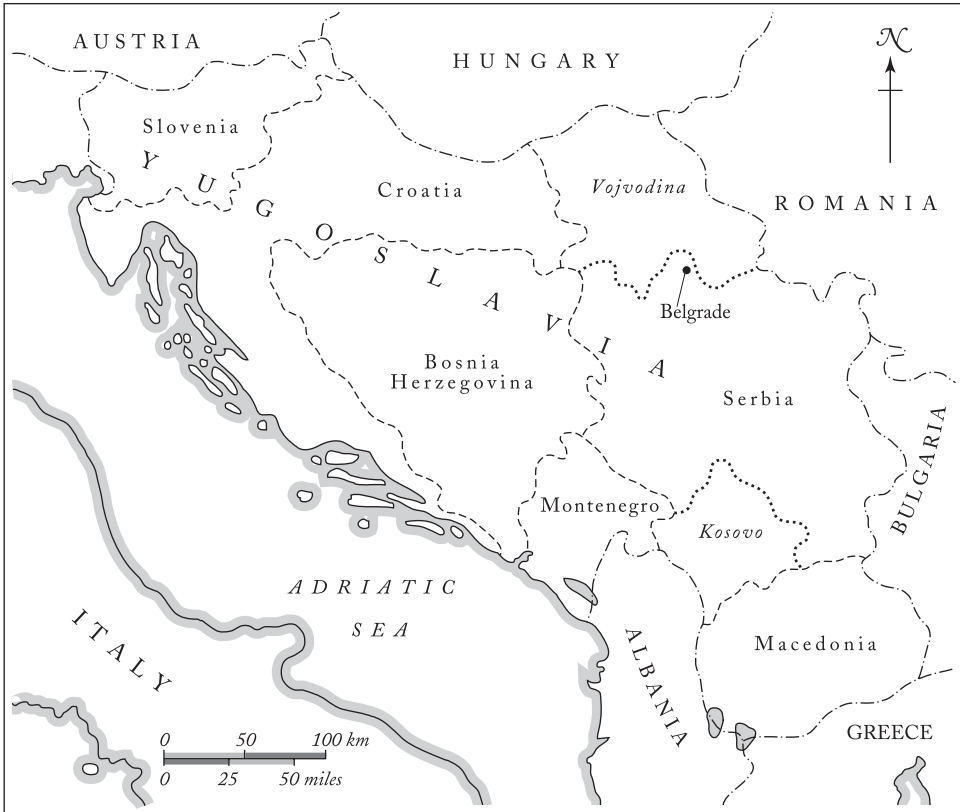 AUSTRIA
HUNGARY
N
Slovenia
YUGOSLAVIA
Croatia
Vojvodina
ROMANIA
Belgrade
Bosnia
Herzegovina
Serbia
BULGARIA
Montenegro
Kosovo
ADRIATIC
SEA
ITALY
ALBANIA
Macedonia
GREECE
0 50 100 km
0 25 50 miles